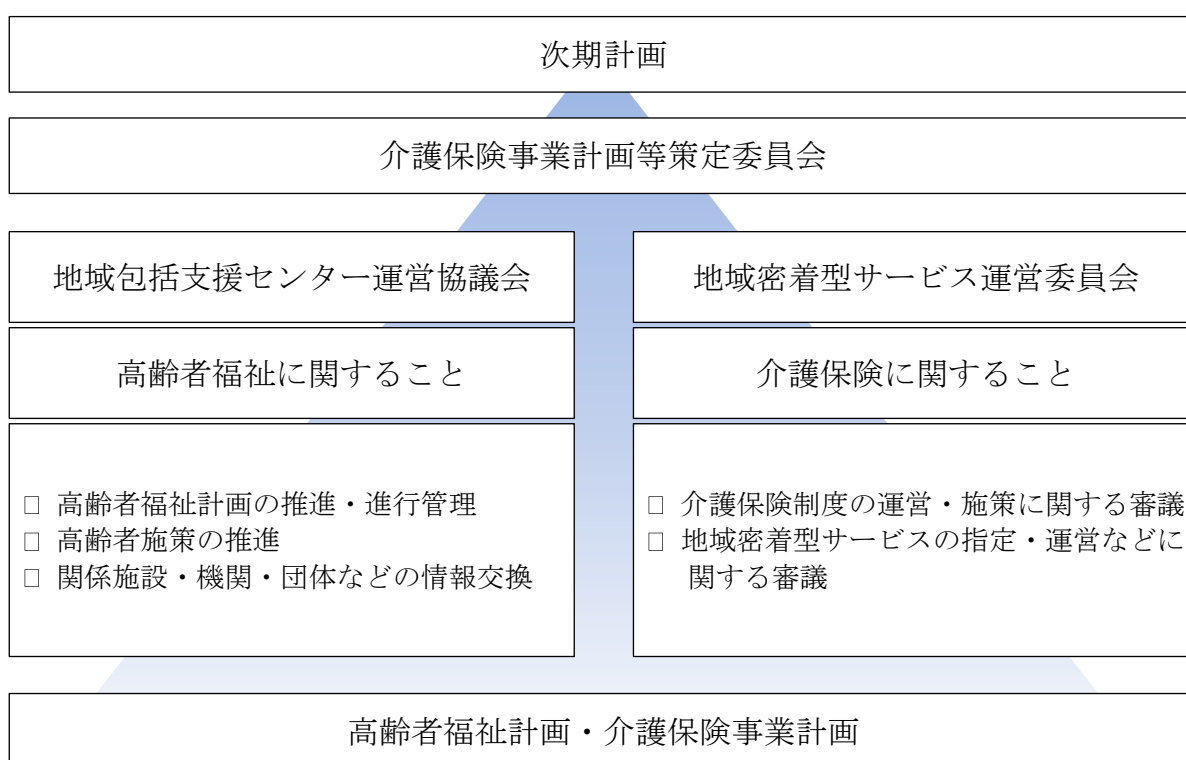 次期計画
介護保険事業計画等策定委員会
地域包括支援センター運営協議会
高齢者福祉に関すること
□ 高齢者福祉計画の推進・進行管理
□ 高齢者施策の推進
□ 関係施設・機関・団体などの情報交換
地域密着型サービス運営委員会
介護保険に関すること
□ 介護保険制度の運営・施策に関する審議
□ 地域密着型サービスの指定・運営などに
関する審議
高齢者福祉計画・介護保険事業計画